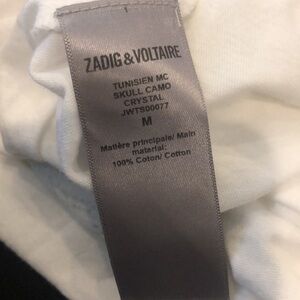 ZADIG & VOLTAIRE
TUNISIEN MC
SKULL CAMO
CRYSTAL
JWTS00077
M
Matière principale/ Main
material:
100% Coton/ Cotton